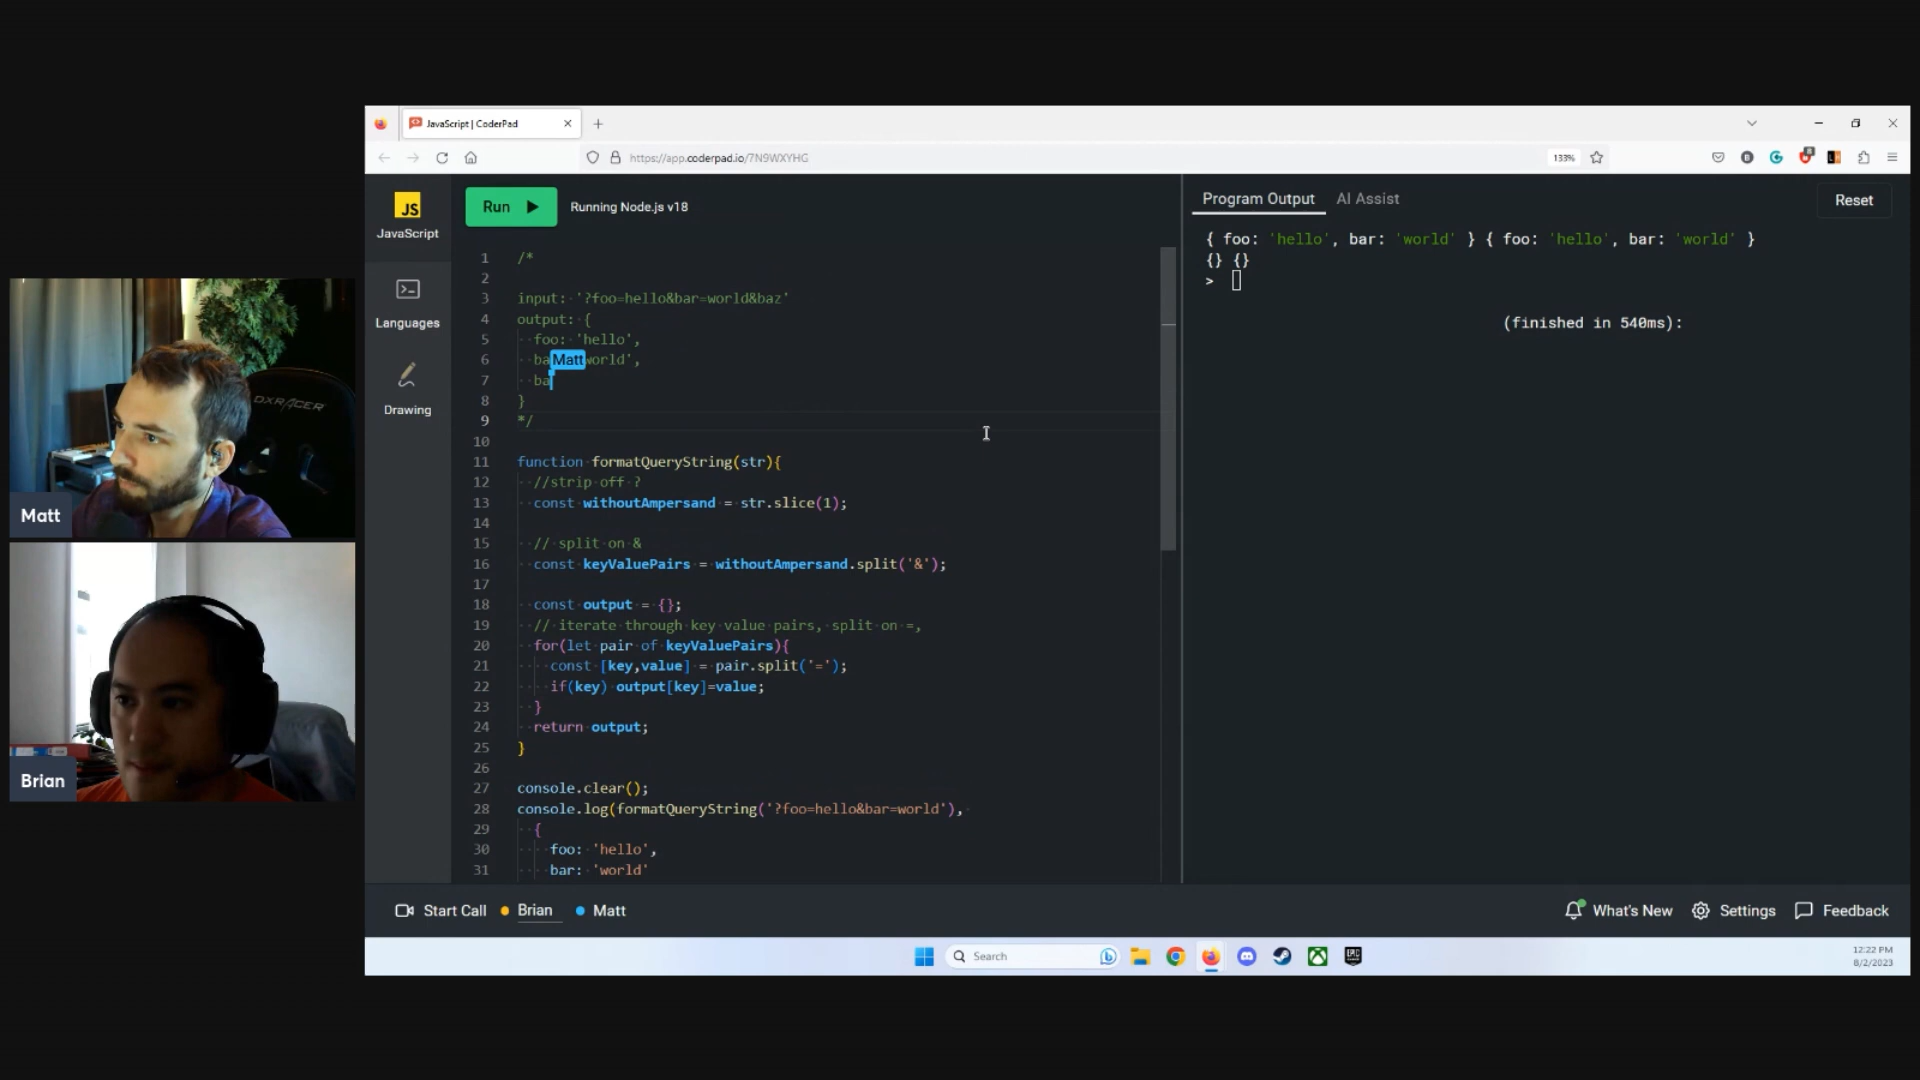 JavaScript | CoderPad
https://app.coderpad.io/7N9WXYHG
133%
JS
JavaScript
Languages
Drawing
Run
Running Node.js v18
1 /*
2
3 input: '?foo=hello&bar=world&baz'
4 output: {
5 foo: 'hello',
6 ba Matt world',
7 ba
8 }
9 */
10
11 function formatQueryString(str){
12 //strip off ?
13 const withoutAmpersand = str.slice(1);
14
15 // split on &
16 const keyValuePairs = withoutAmpersand.split('&');
17
18 const output = {};
19 // iterate through key value pairs, split on =,
20 for(let pair of keyValuePairs){
21 const [key,value] = pair.split('=');
22 if(key) output[key]=value;
23 }
24 return output;
25 }
26
27 console.clear();
28 console.log(formatQueryString('?foo=hello&bar=world'),
29 {
30 foo: 'hello',
31 bar: 'world'
Program Output
AI Assist
Reset
{ foo: 'hello', bar: 'world' } { foo: 'hello', bar: 'world' }
{} {}
>
(finished in 540ms):
Matt
DXRACER
Brian
Start Call
Brian
Matt
What's New
Settings
Feedback
Search
EPIC
12:22 PM
8/2/2023